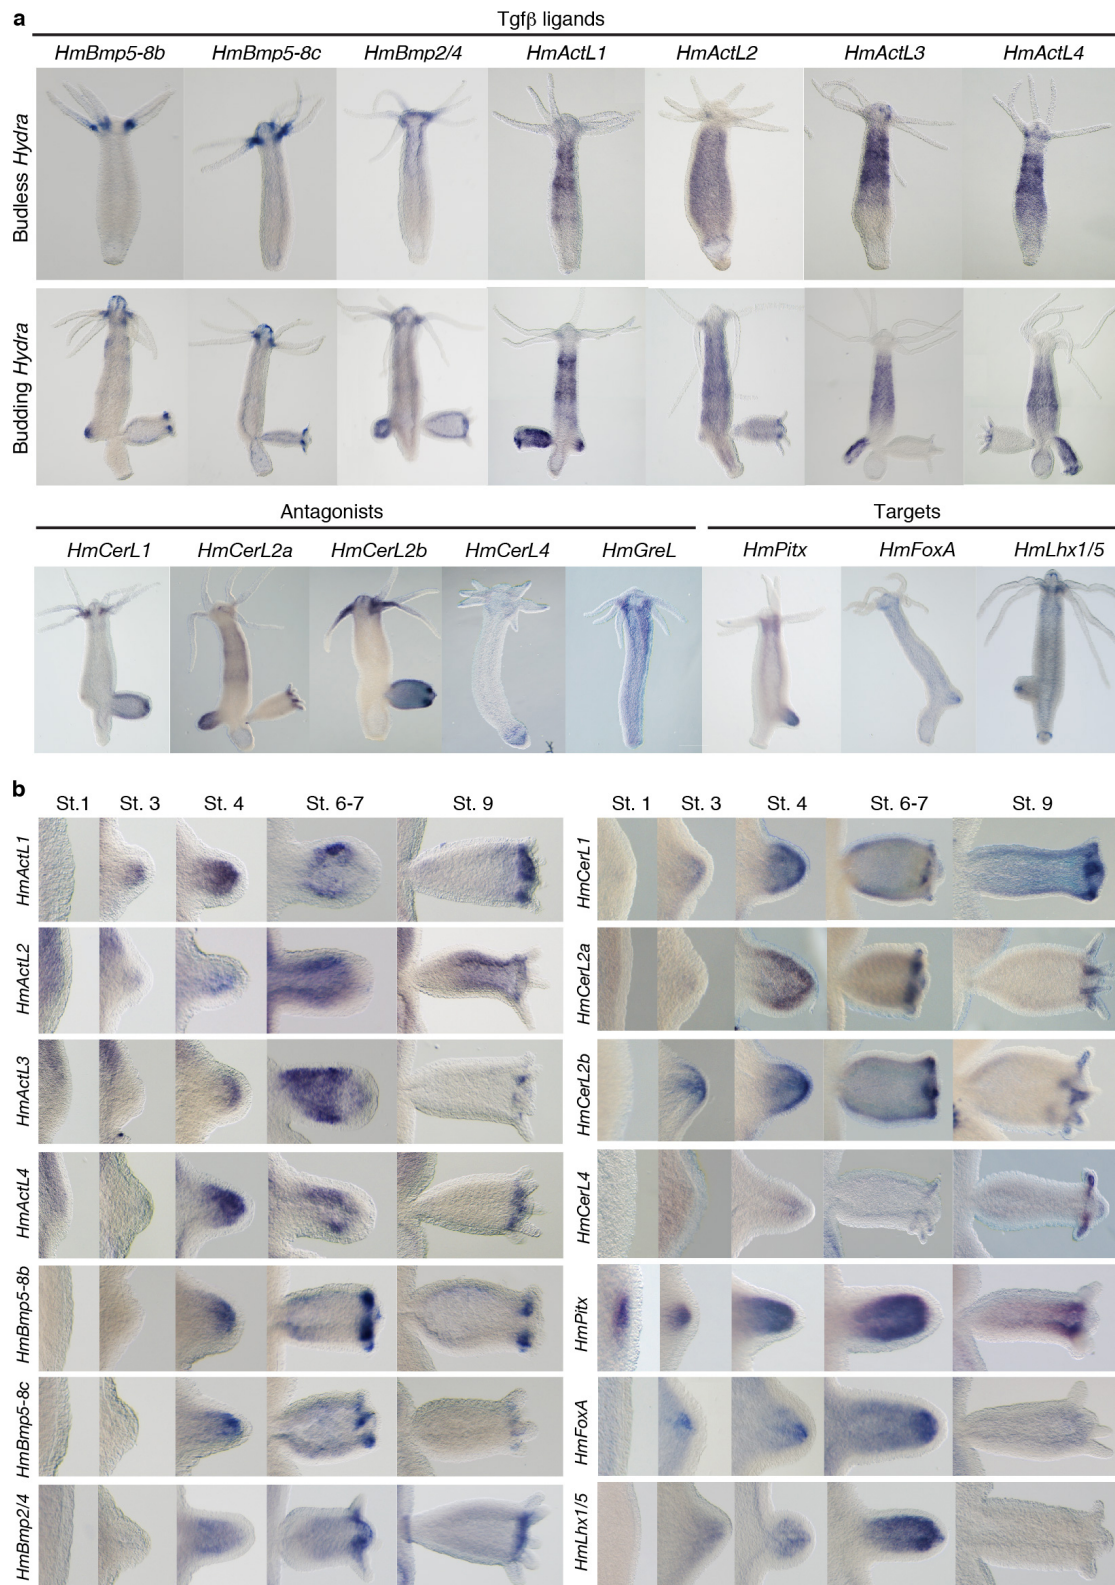 a
Tgfβ ligands
HmBmp5-8b HmBmp5-8c HmBmp2/4 HmActL1 HmActL2 HmActL3 HmActL4
Budless Hydra
Budding Hydra
Antagonists Targets
HmCerL1 HmCerL2a HmCerL2b HmCerL4 HmGreL HmPitx HmFoxA HmLhx1/5
b
St.1 St. 3 St. 4 St. 6-7 St. 9 St. 1 St. 3 St. 4 St. 6-7 St. 9
HmActL1 HmCerL1
HmActL2 HmCerL2a
HmActL3 HmCerL2b
HmActL4 HmCerL4
HmBmp5-8b HmPitx
HmBmp5-8c HmFoxA
HmBmp2/4 HmLhx1/5